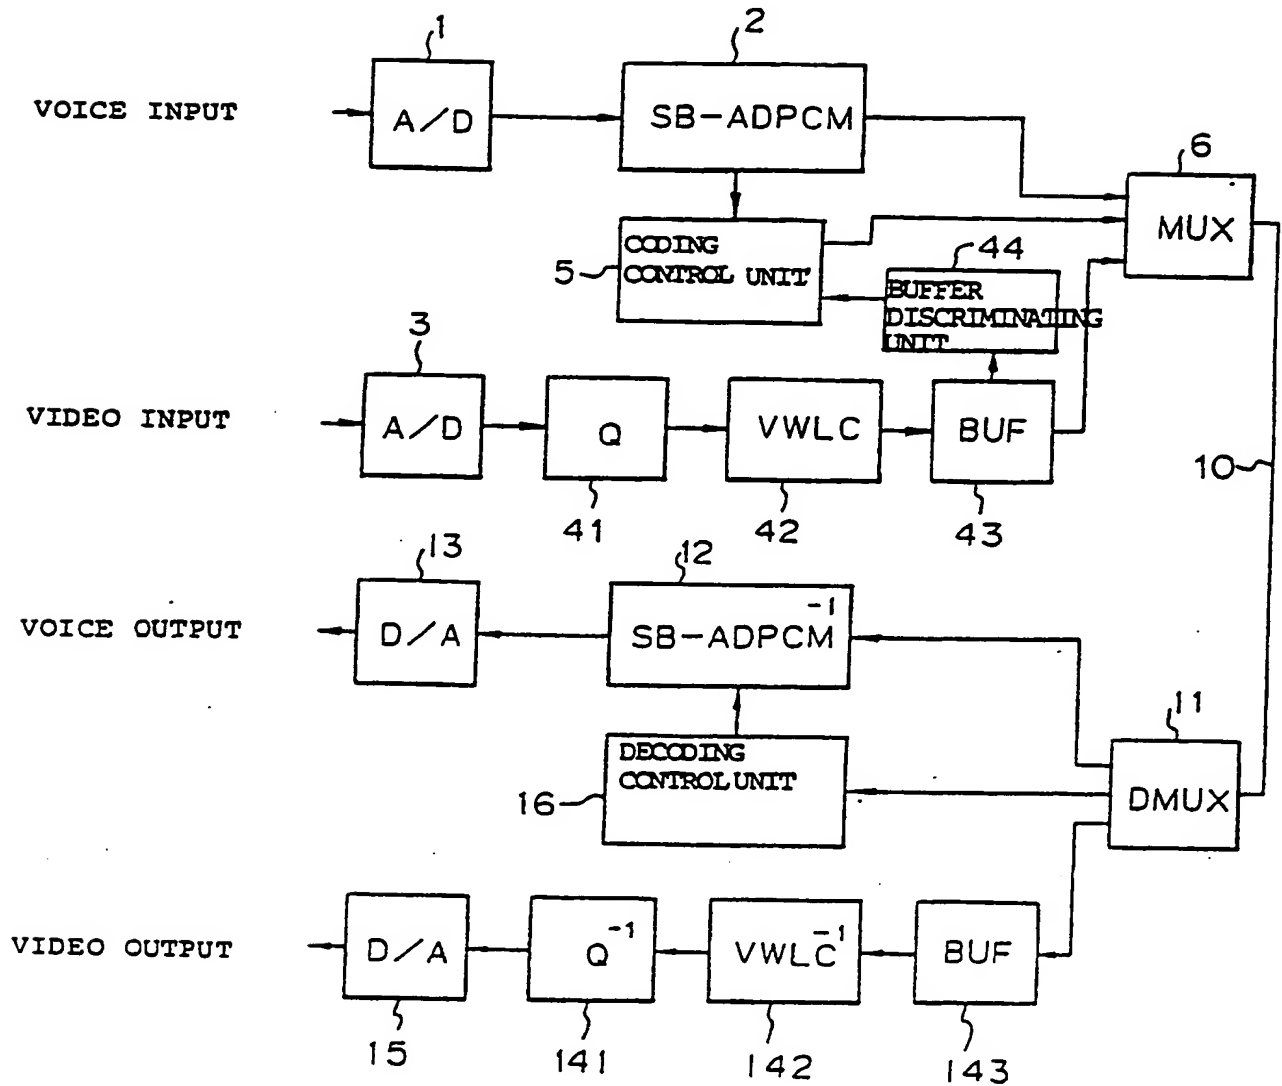 1
2
VOICE INPUT
A/D
SB-ADPCM
6
MUX
5
CODING
CONTROL UNIT
44
BUFFER
DISCRIMINATING
UNIT
3
VIDEO INPUT
A/D
Q
VWLC
BUF
10
41
42
43
13
12
VOICE OUTPUT
D/A
SB-ADPCM⁻¹
11
DECODING
CONTROL UNIT
16
DMUX
VIDEO OUTPUT
D/A
Q⁻¹
VWLC⁻¹
BUF
15
141
142
143